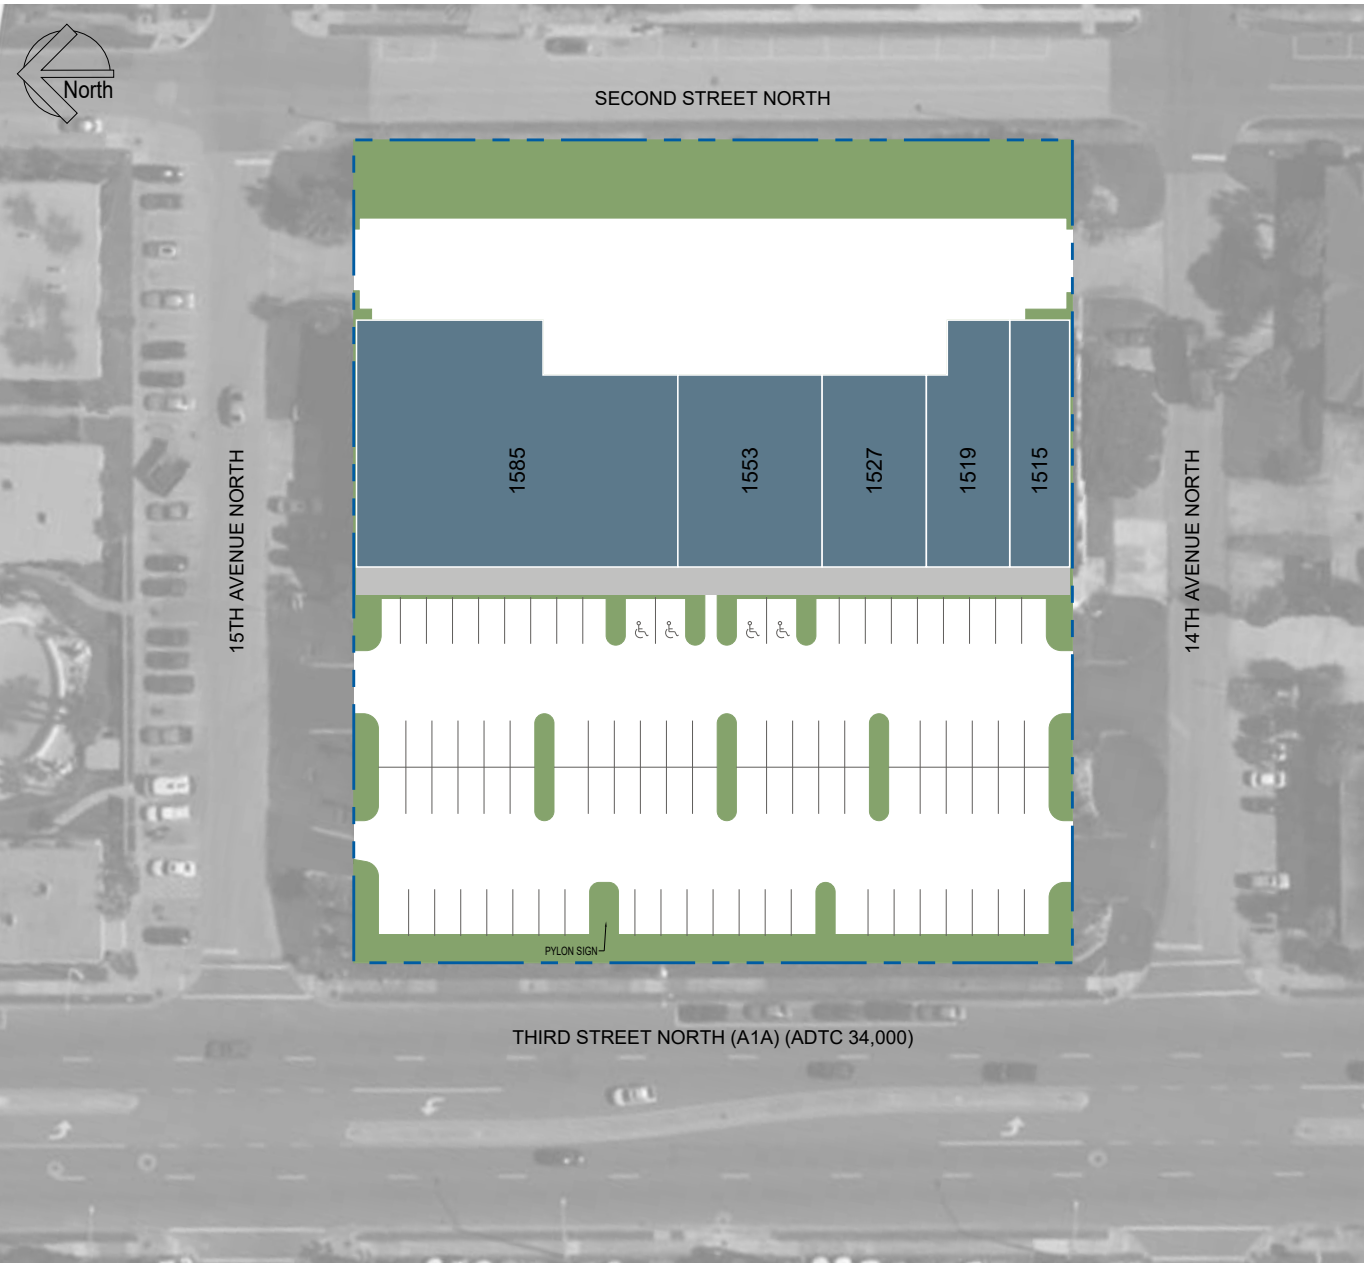 North
SECOND STREET NORTH
15TH AVENUE NORTH
1585
1553
1527
1519
1515
14TH AVENUE NORTH
PYLON SIGN
THIRD STREET NORTH (A1A) (ADTC 34,000)